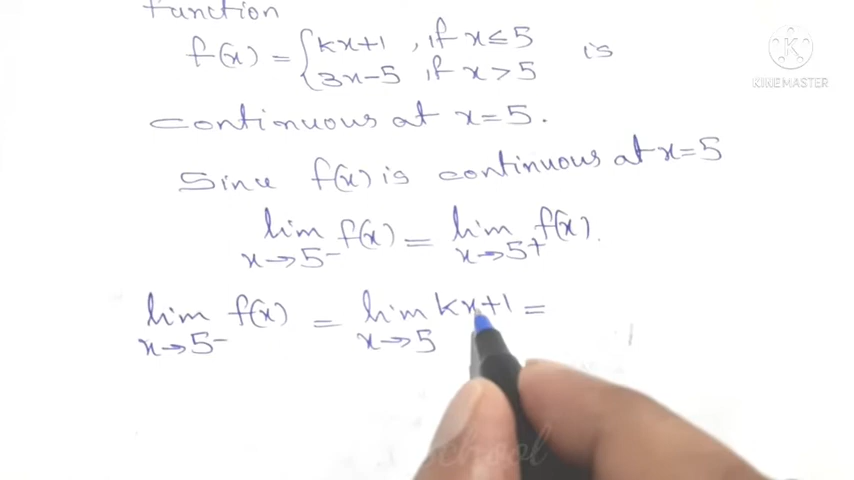 function
f(x) = { kx+1 , if x ≤ 5
3x-5 if x > 5 is
KINEMASTER
continuous at x=5.
Since f(x) is continuous at x=5
lim x→5- f(x) = lim x→5+ f(x).
lim x→5- f(x) = lim x→5 kx+1 =